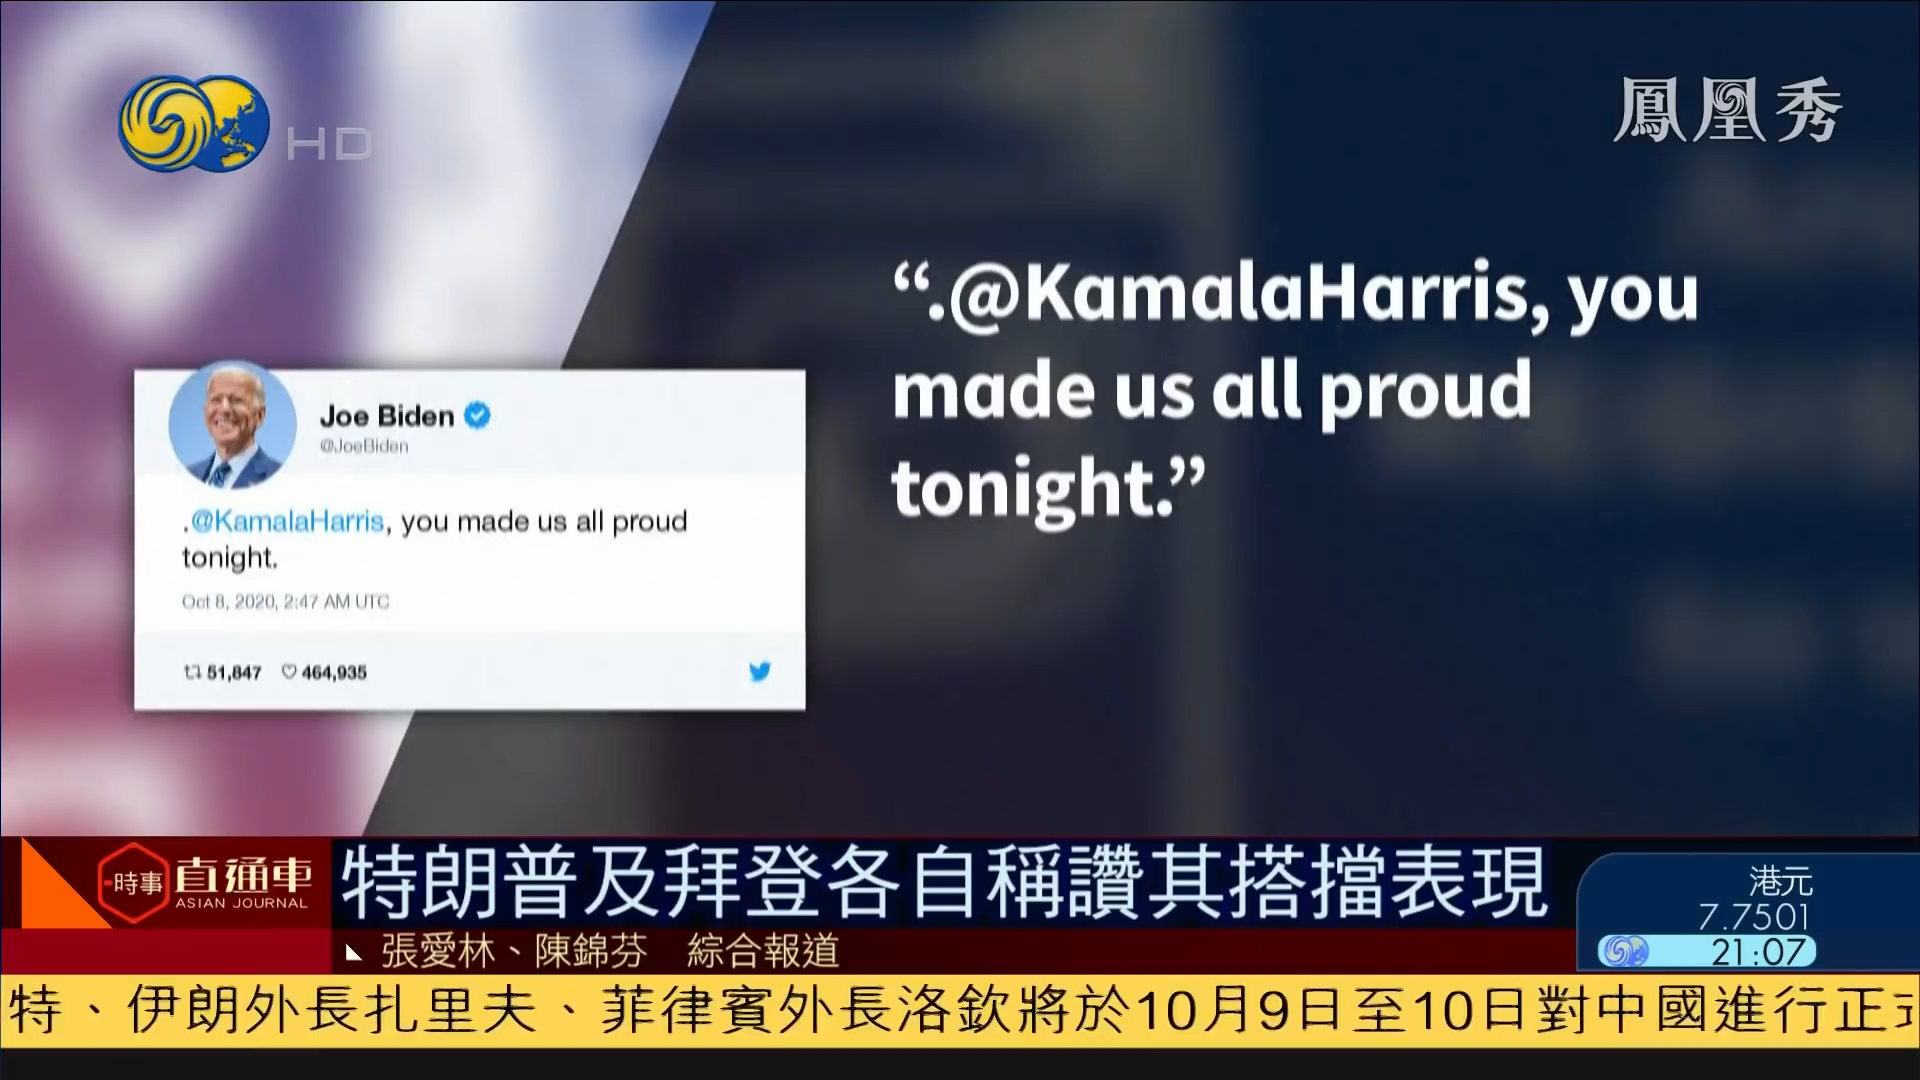 HD
鳳凰秀
“.@KamalaHarris, you
made us all proud
tonight.”
Joe Biden
@JoeBiden
.@KamalaHarris, you made us all proud
tonight.
Oct 8, 2020, 2:47 AM UTC
51,847 464,935
時事 直通車
ASIAN JOURNAL
特朗普及拜登各自稱讚其搭擋表現
張愛林、陳錦芬 綜合報道
港元
7.7501
21:07
特、伊朗外長扎里夫、菲律賓外長洛欽將於10月9日至10日對中國進行正式